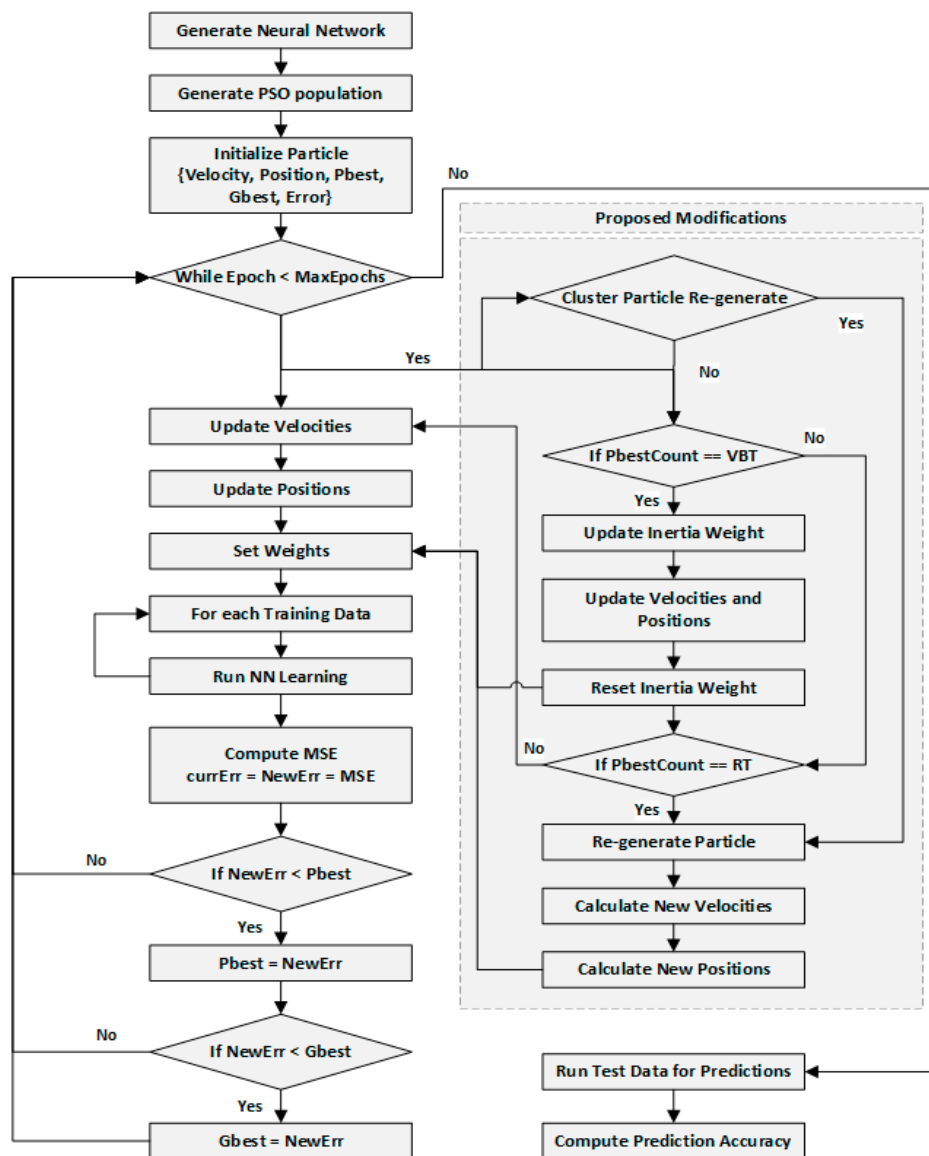 Generate Neural Network
Generate PSO population
Initialize Particle
{Velocity, Position, Pbest,
Gbest, Error}
No
Proposed Modifications
While Epoch < MaxEpochs
Cluster Particle Re-generate
Yes
Yes
No
Update Velocities
If PbestCount == VBT
No
Update Positions
Yes
Update Inertia Weight
Set Weights
Update Velocities and
Positions
For each Training Data
Run NN Learning
Reset Inertia Weight
Compute MSE
currErr = NewErr = MSE
No
If PbestCount == RT
Yes
Re-generate Particle
No
If NewErr < Pbest
Calculate New Velocities
Yes
Pbest = NewErr
Calculate New Positions
No
If NewErr < Gbest
Run Test Data for Predictions
Yes
Gbest = NewErr
Compute Prediction Accuracy